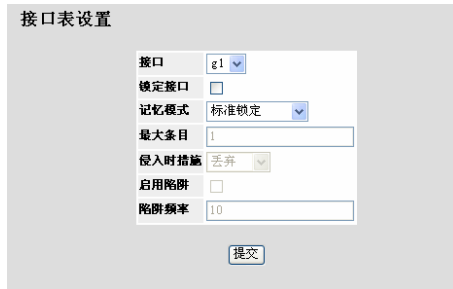 接口表设置
接口 g1
锁定接口
记忆模式 标准锁定
最大条目 1
侵入时措施 丢弃
启用陷阱
陷阱频率 10
提交